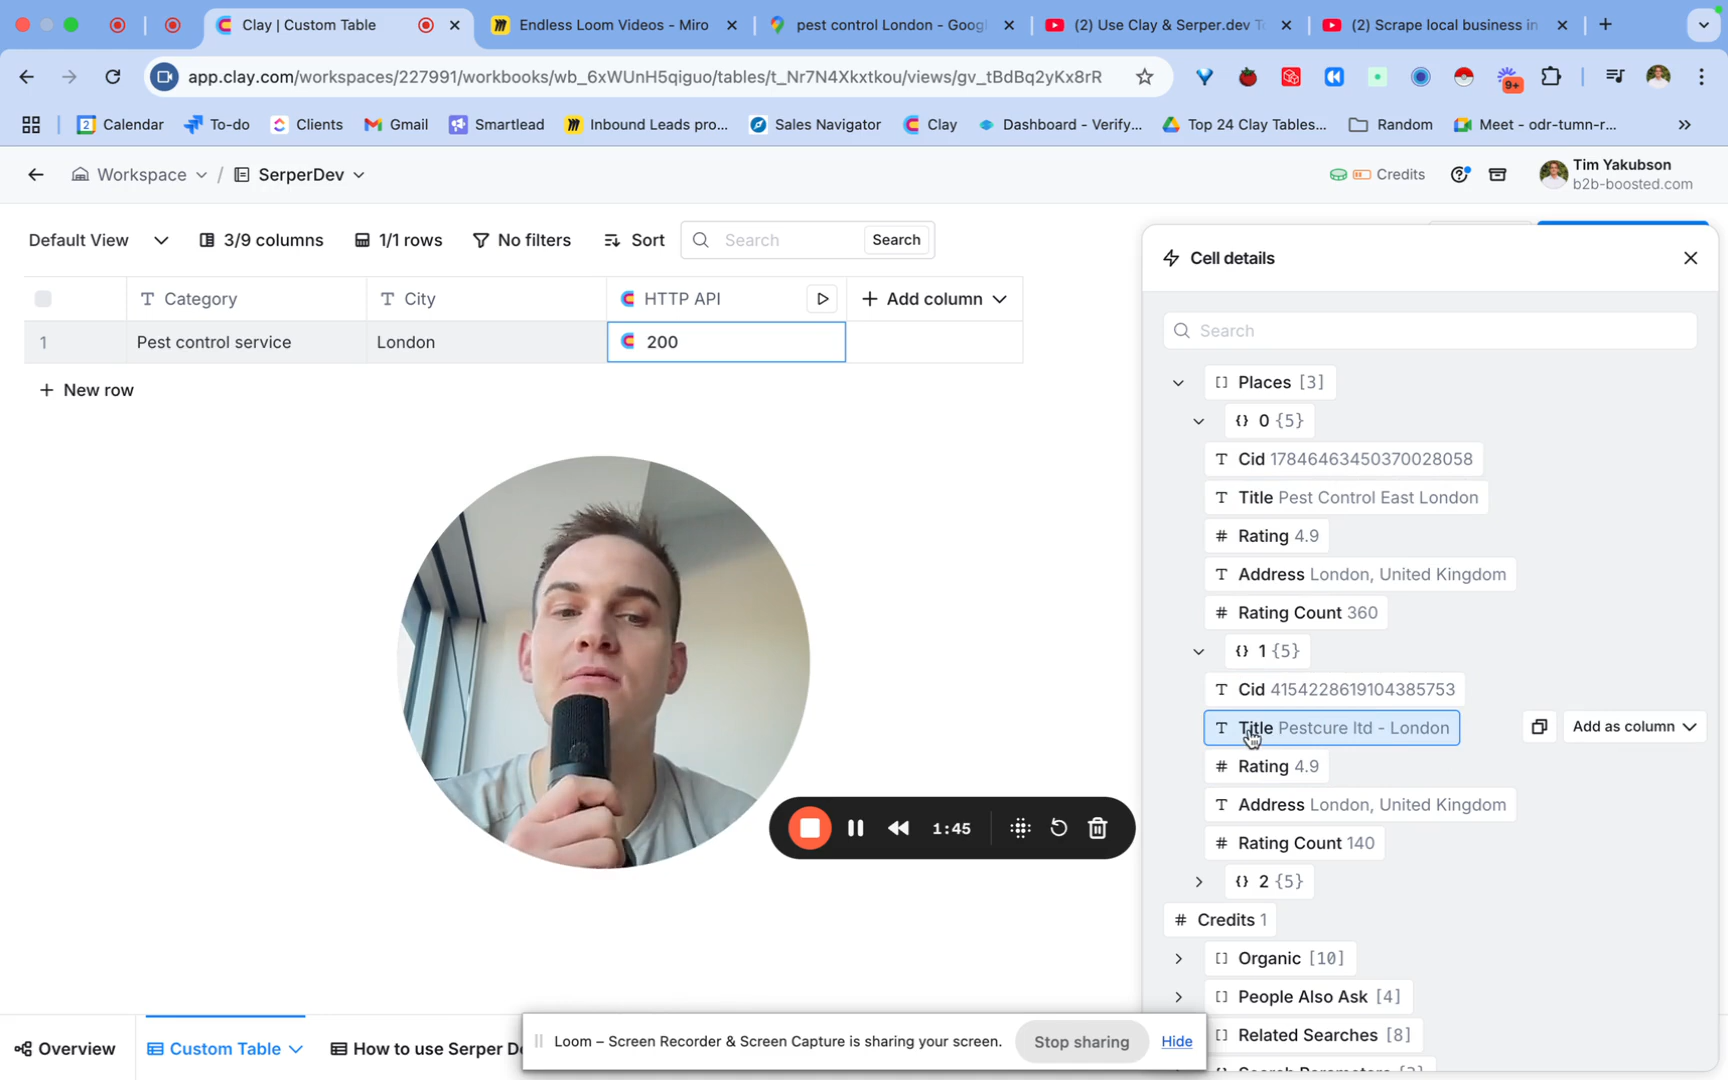 Clay | Custom Table
Endless Loom Videos - Miro
pest control London - Goog
(2) Use Clay & Serper.dev To
(2) Scrape local business in
app.clay.com/workspaces/227991/workbooks/wb_6xWUnH5qiguo/tables/t_Nr7N4Xkxtkou/views/gv_tBdBq2yKx8rR
9+
2 Calendar
To-do
Clients
Gmail
Smartlead
Inbound Leads pro...
Sales Navigator
Clay
Dashboard - Verify...
Top 24 Clay Tables...
Random
Meet - odr-tumn-r...
Workspace / SerperDev
Credits
Tim Yakubson
b2b-boosted.com
Default View
3/9 columns
1/1 rows
No filters
Sort
Search
Search
Category
City
HTTP API
+ Add column
1
Pest control service
London
200
+ New row
Cell details
Search
Places [3]
0 {5}
Cid 17846463450370028058
Title Pest Control East London
Rating 4.9
Address London, United Kingdom
Rating Count 360
1 {5}
Cid 4154228619104385753
Title Pestcure ltd - London
Add as column
Rating 4.9
Address London, United Kingdom
Rating Count 140
2 {5}
Credits 1
Organic [10]
People Also Ask [4]
Related Searches [8]
1:45
Overview
Custom Table
How to use Serper De
Loom – Screen Recorder & Screen Capture is sharing your screen.
Stop sharing
Hide